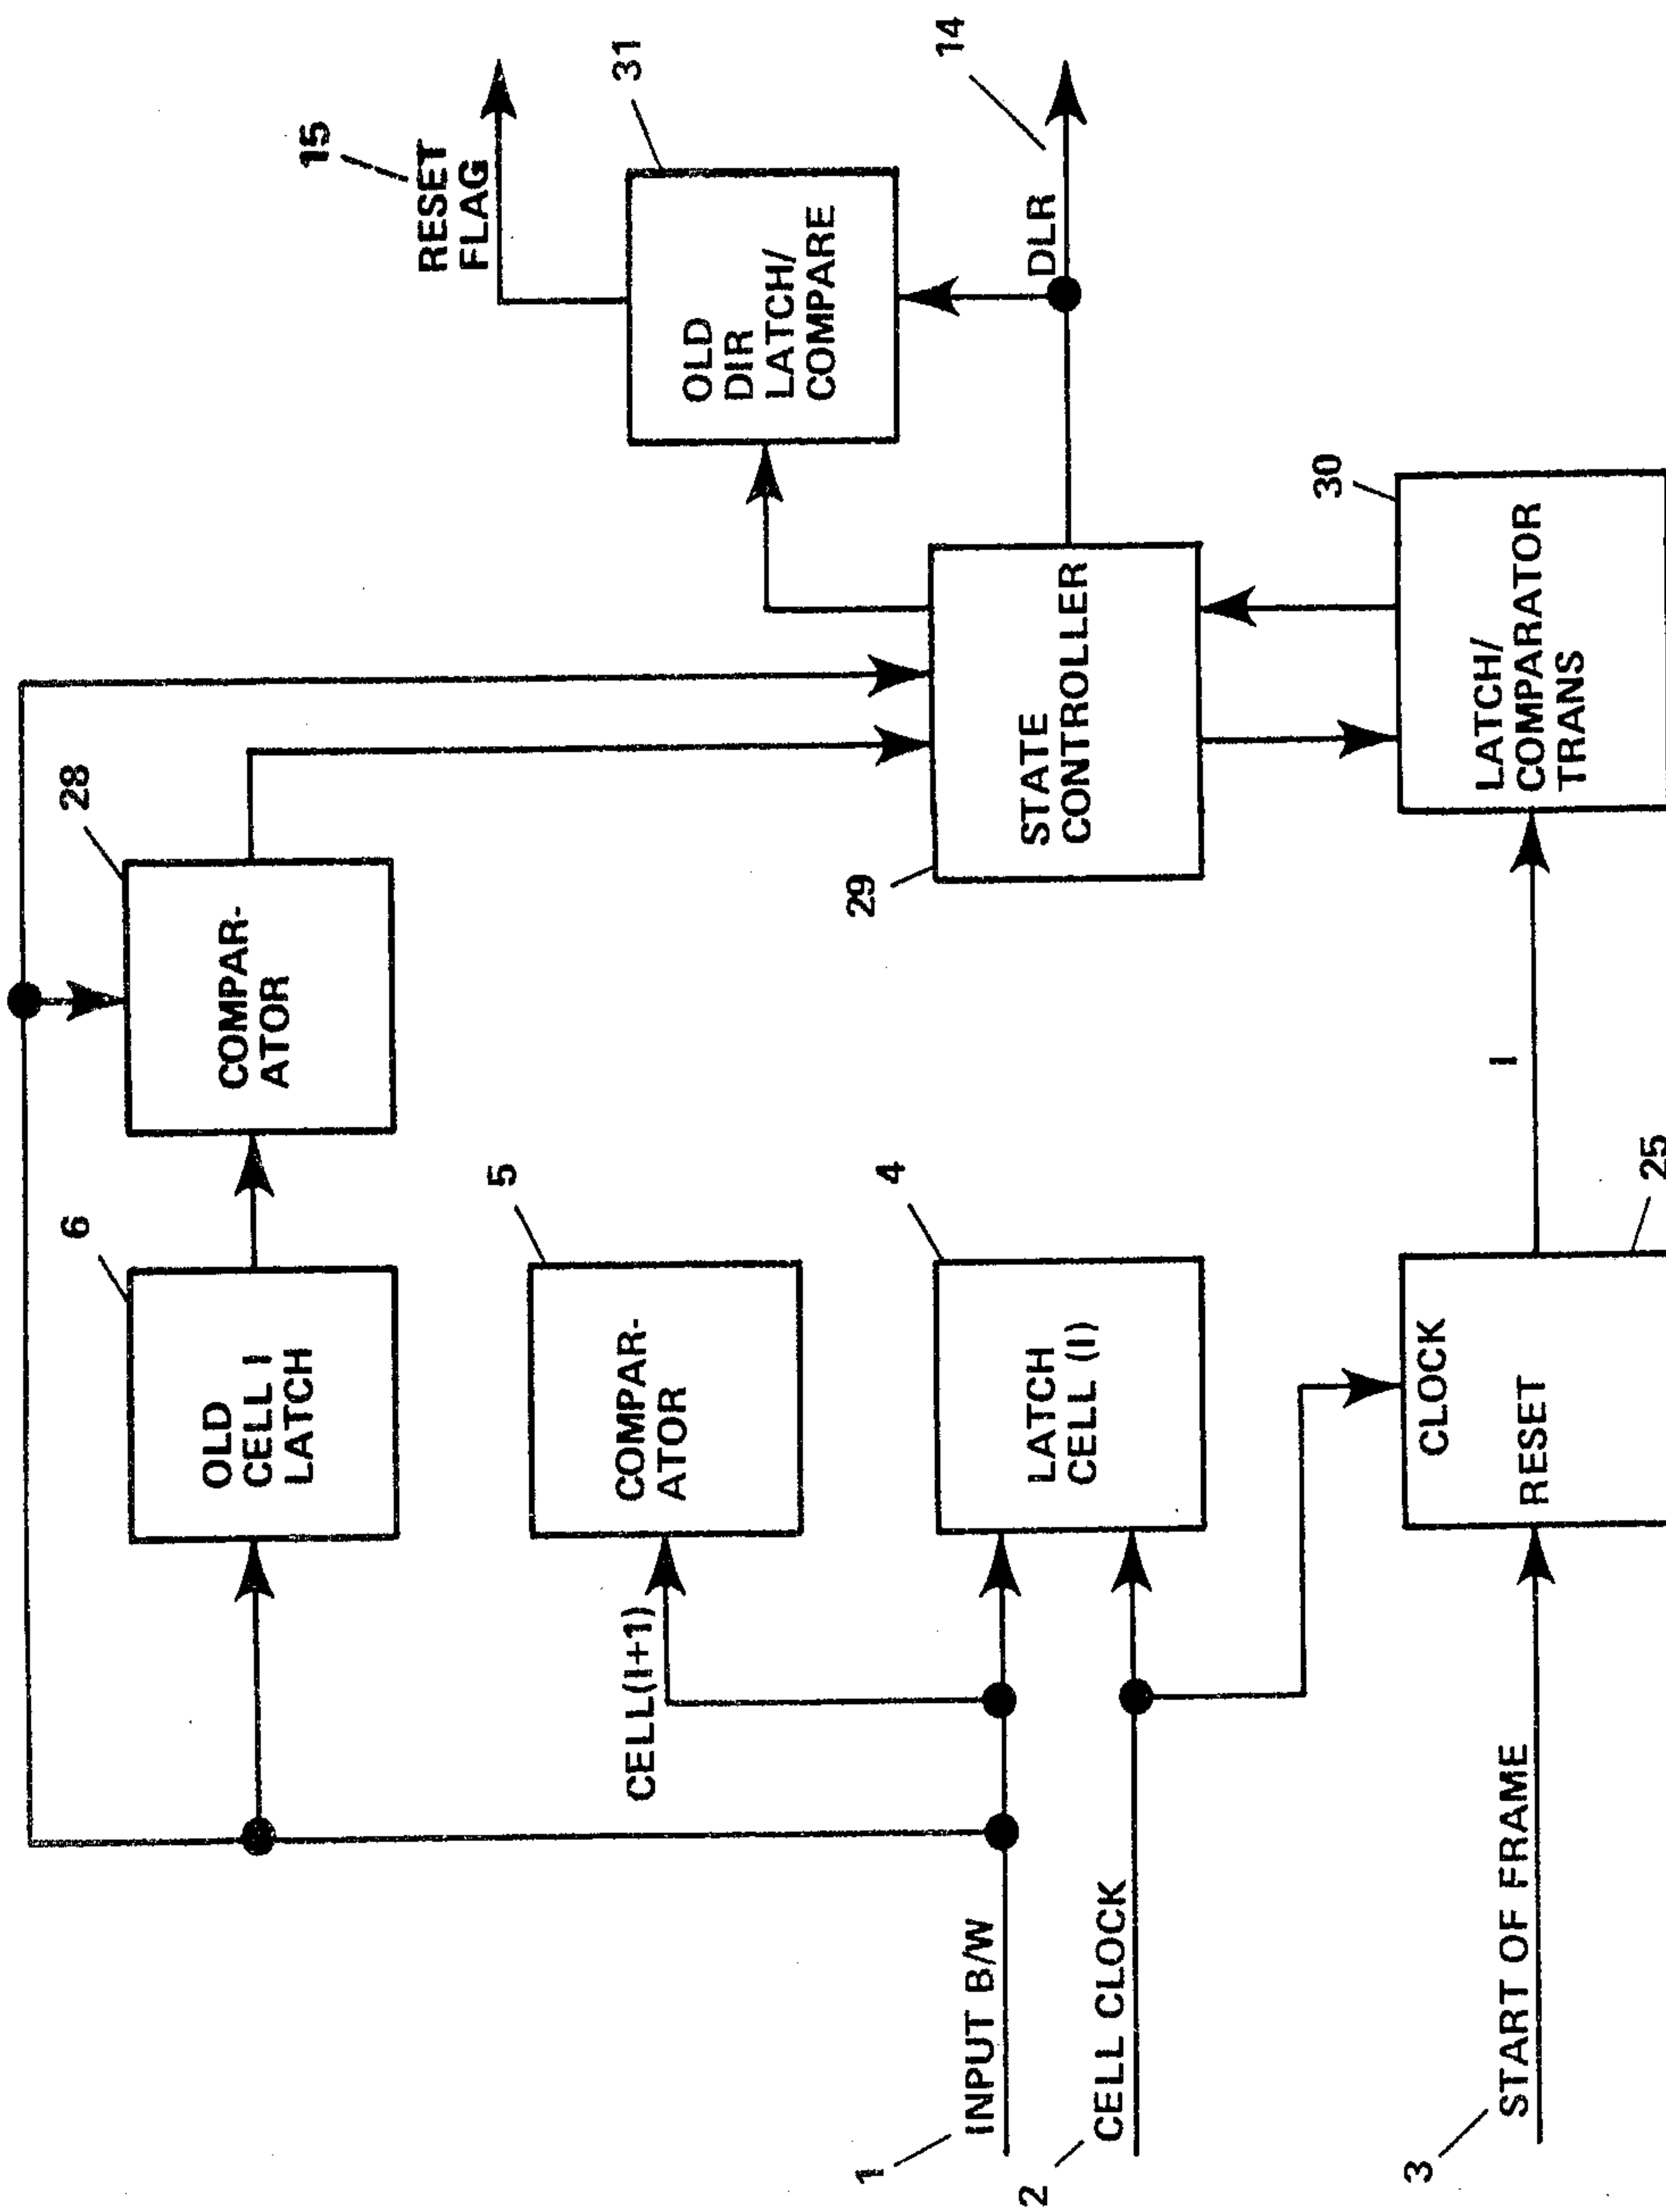 15
RESET
FLAG
31
14
OLD
DIR
LATCH/
COMPARE
DLR
28
COMPAR-
ATOR
29
STATE
CONTROLLER
30
LATCH/
COMPARATOR
TRANS
6
OLD
CELL I
LATCH
5
COMPAR-
ATOR
CELL(I+1)
4
LATCH
CELL (I)
I
25
CLOCK
RESET
1
INPUT B/W
2
CELL CLOCK
3
START OF FRAME